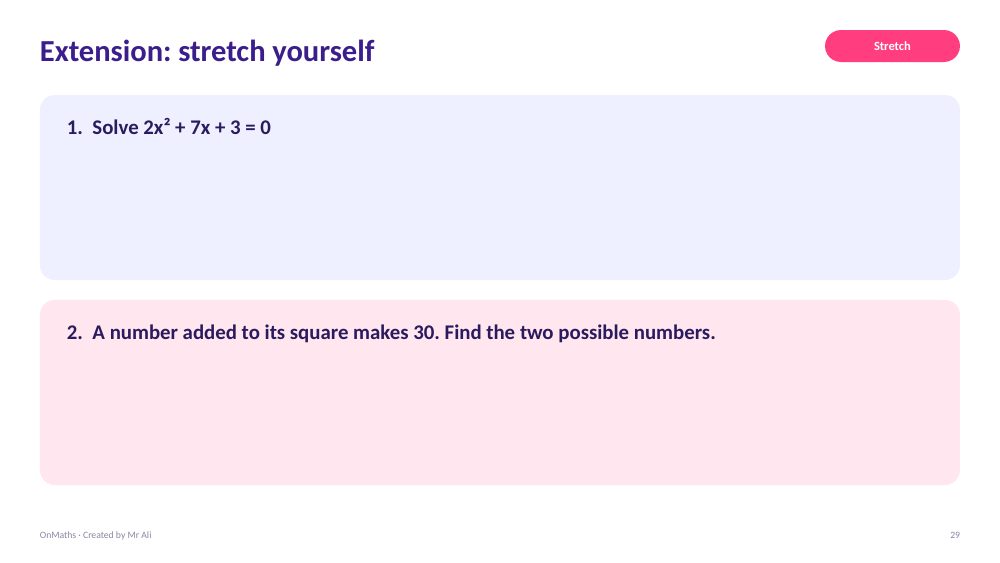 Extension: stretch yourself
Stretch
1. Solve 2x² + 7x + 3 = 0
2. A number added to its square makes 30. Find the two possible numbers.
OnMaths · Created by Mr Ali
29